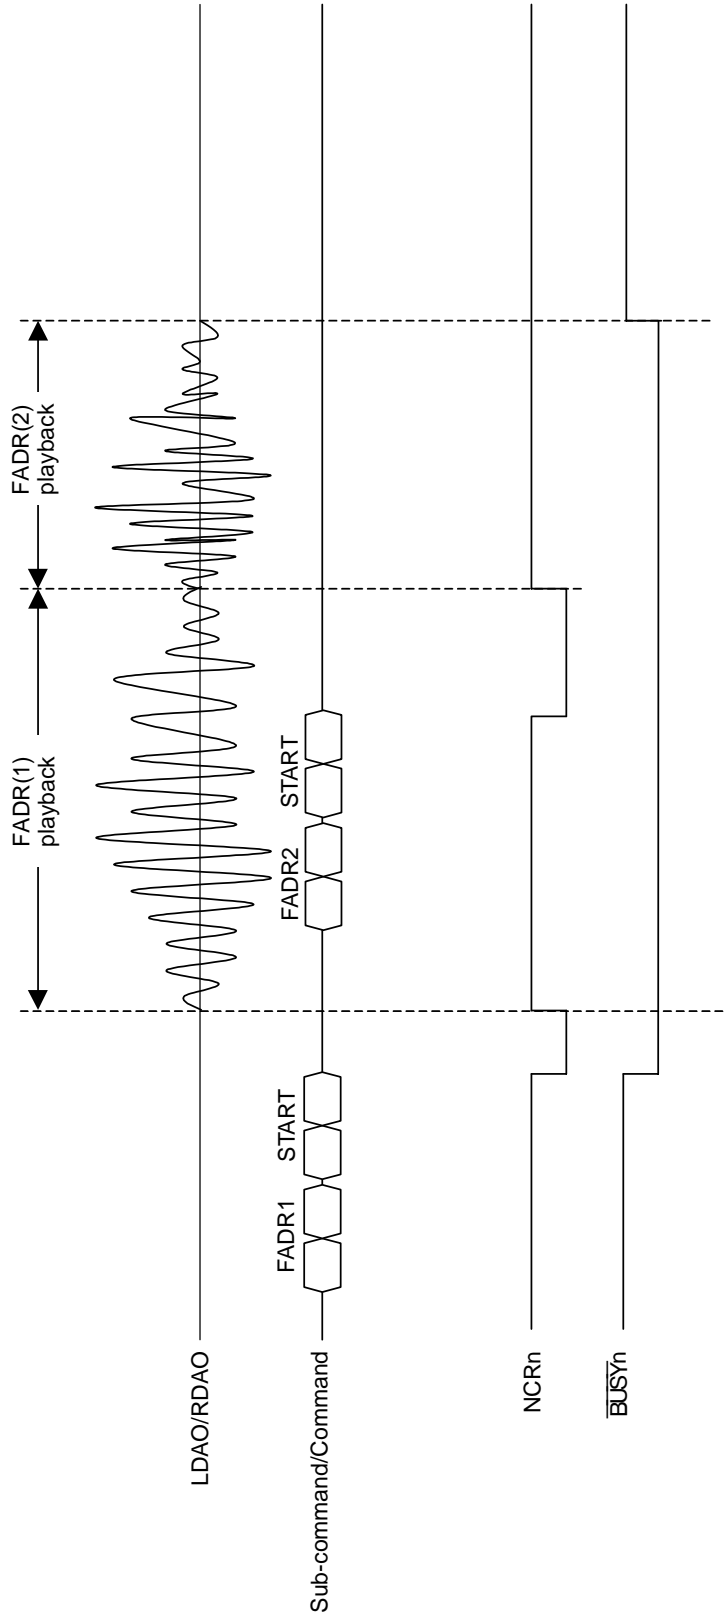 FADR(1)
playback
FADR(2)
playback
LDAO/RDAO
FADR1
START
FADR2
START
Sub-command/Command
NCRn
BUSYn